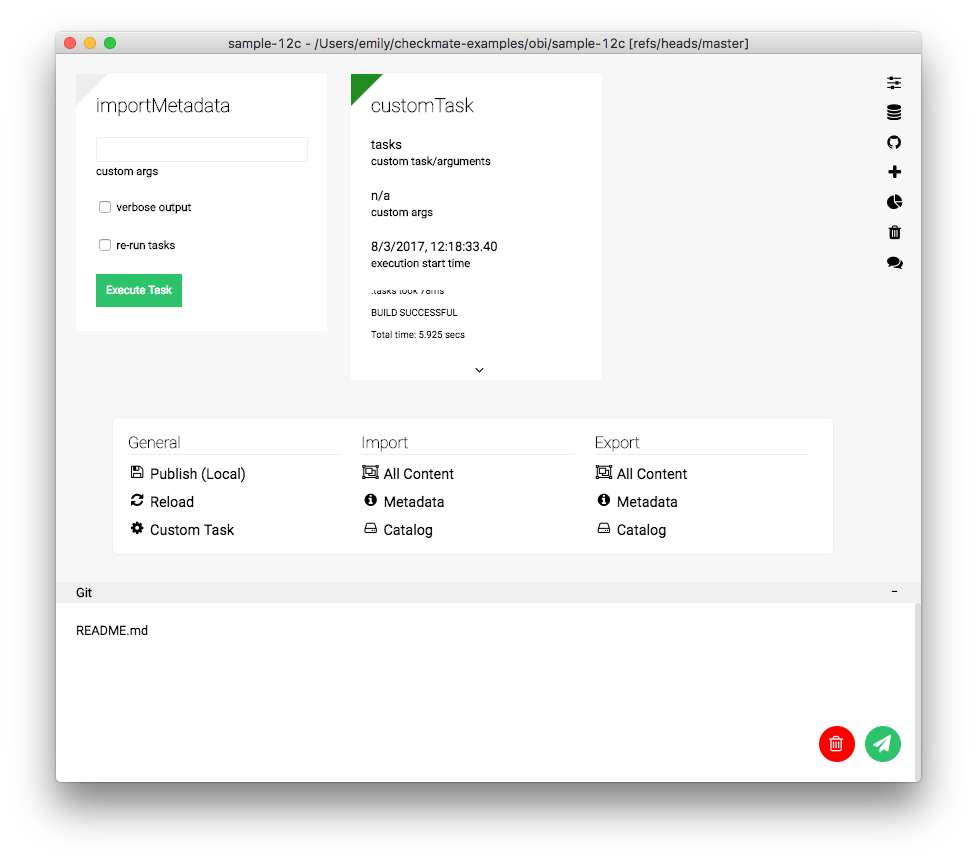 sample-12c - /Users/emily/checkmate-examples/obi/sample-12c [refs/heads/master]
importMetadata
custom args
verbose output
re-run tasks
Execute Task
customTask
tasks
custom task/arguments
n/a
custom args
8/3/2017, 12:18:33.40
execution start time
:tasks took 78ms
BUILD SUCCESSFUL
Total time: 5.925 secs
General
Publish (Local)
Reload
Custom Task
Import
All Content
Metadata
Catalog
Export
All Content
Metadata
Catalog
Git
README.md